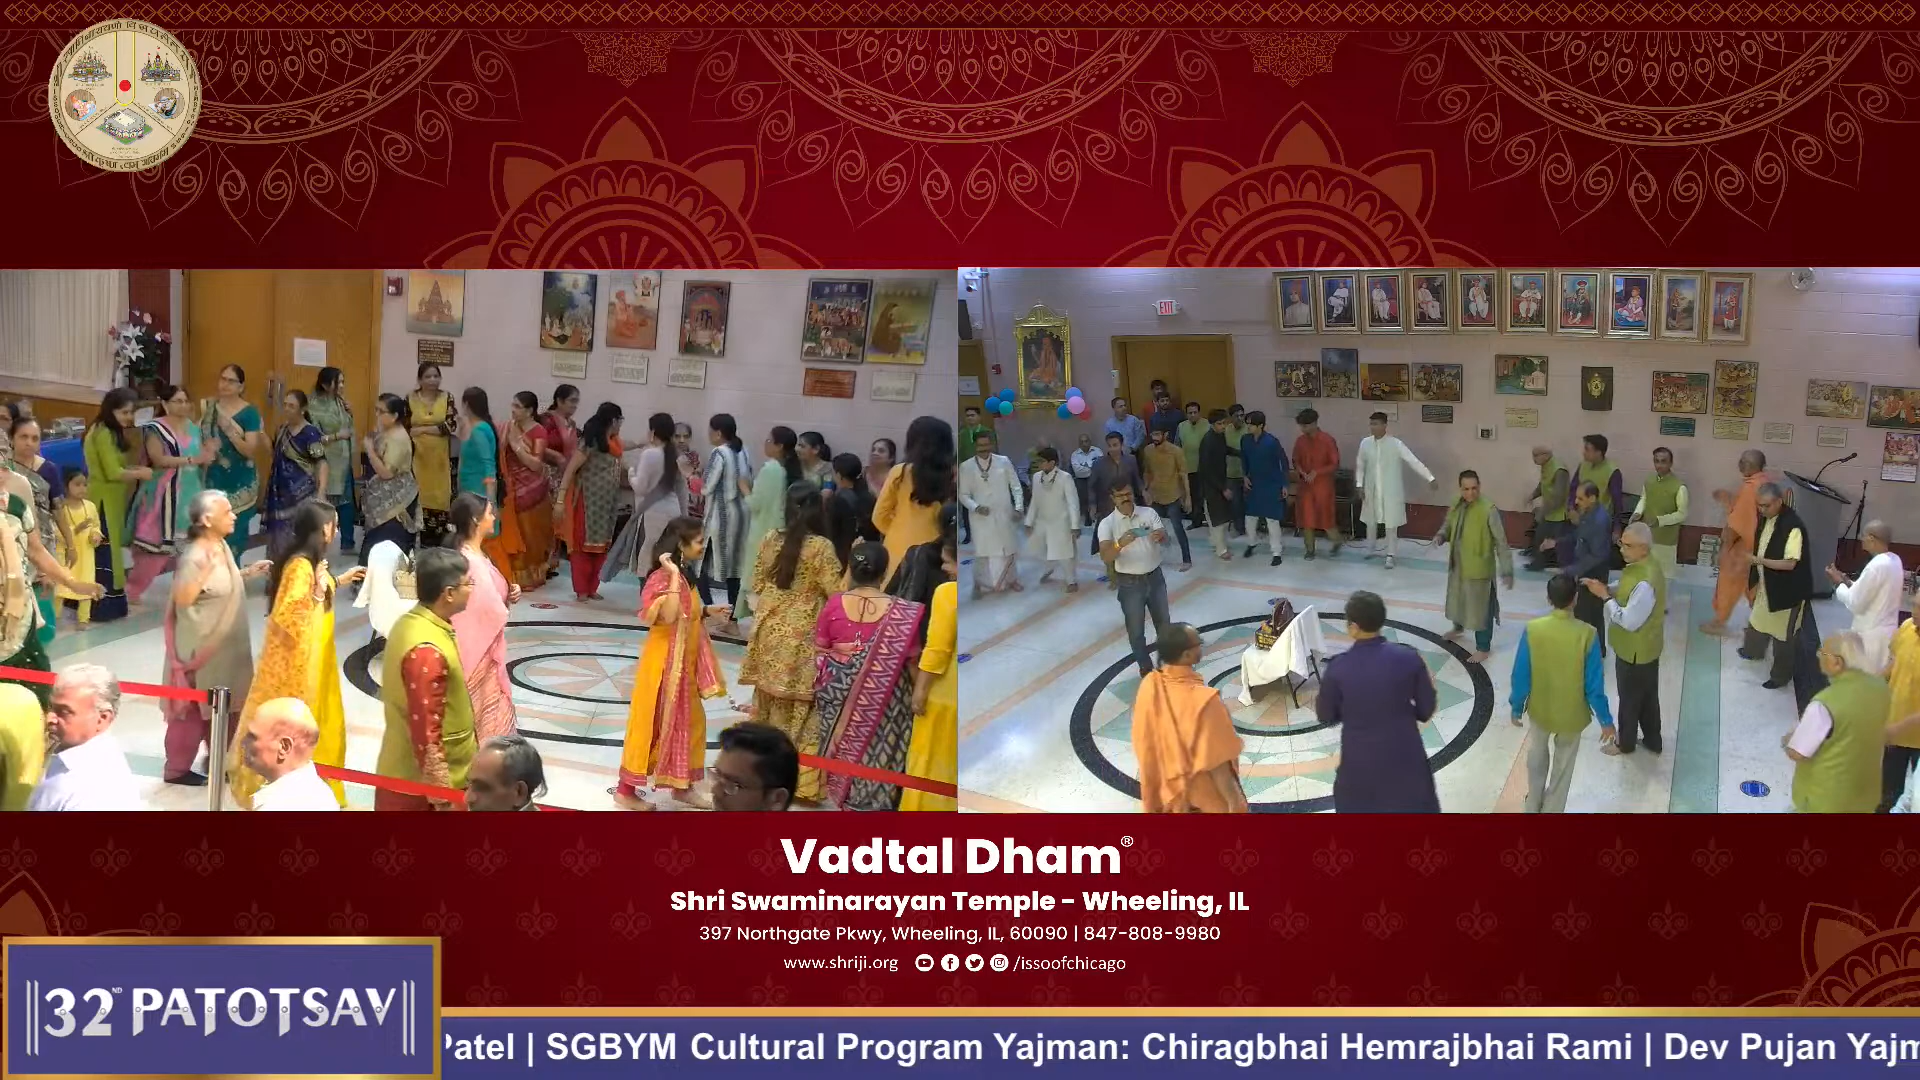 EXIT
Vadtal Dham®
Shri Swaminarayan Temple - Wheeling, IL
397 Northgate Pkwy, Wheeling, IL, 60090 | 847-808-9980
www.shriji.org /issoofchicago
32ND PATOTSAV
Patel | SGBYM Cultural Program Yajman: Chiragbhai Hemrajbhai Rami | Dev Pujan Yajm